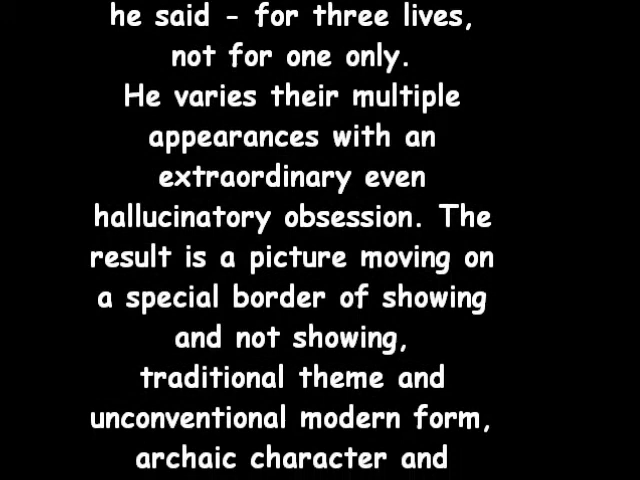 he said - for three lives,
not for one only.
He varies their multiple
appearances with an
extraordinary even
hallucinatory obsession. The
result is a picture moving on
a special border of showing
and not showing,
traditional theme and
unconventional modern form,
archaic character and